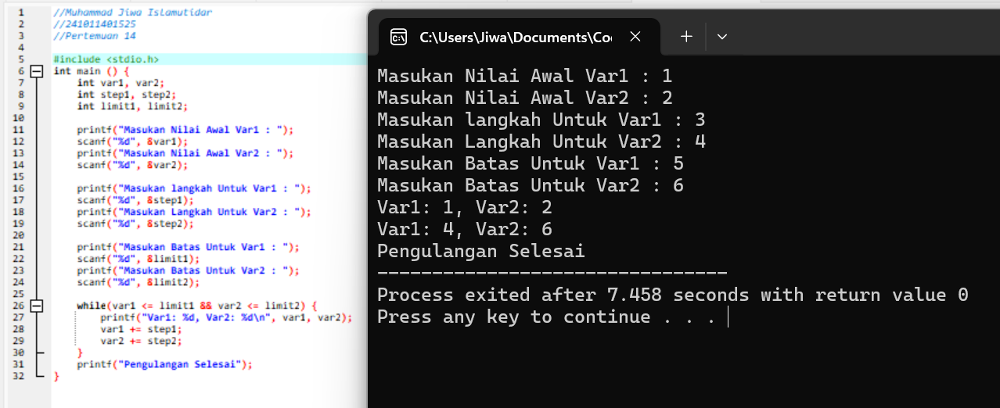 1 //Muhammad Jiwa Islamutidar
2 //241011401525
3 //Pertemuan 14
4
5 #include <stdio.h>
6 int main () {
7 int var1, var2;
8 int step1, step2;
9 int limit1, limit2;
10
11 printf("Masukan Nilai Awal Var1 : ");
12 scanf("%d", &var1);
13 printf("Masukan Nilai Awal Var2 : ");
14 scanf("%d", &var2);
15
16 printf("Masukan langkah Untuk Var1 : ");
17 scanf("%d", &step1);
18 printf("Masukan Langkah Untuk Var2 : ");
19 scanf("%d", &step2);
20
21 printf("Masukan Batas Untuk Var1 : ");
22 scanf("%d", &limit1);
23 printf("Masukan Batas Untuk Var2 : ");
24 scanf("%d", &limit2);
25
26 while(var1 <= limit1 && var2 <= limit2) {
27 printf("Var1: %d, Var2: %d\n", var1, var2);
28 var1 += step1;
29 var2 += step2;
30 }
31 printf("Pengulangan Selesai");
32 }
C:\Users\Jiwa\Documents\Co
Masukan Nilai Awal Var1 : 1
Masukan Nilai Awal Var2 : 2
Masukan langkah Untuk Var1 : 3
Masukan Langkah Untuk Var2 : 4
Masukan Batas Untuk Var1 : 5
Masukan Batas Untuk Var2 : 6
Var1: 1, Var2: 2
Var1: 4, Var2: 6
Pengulangan Selesai
--------------------------------
Process exited after 7.458 seconds with return value 0
Press any key to continue . . .